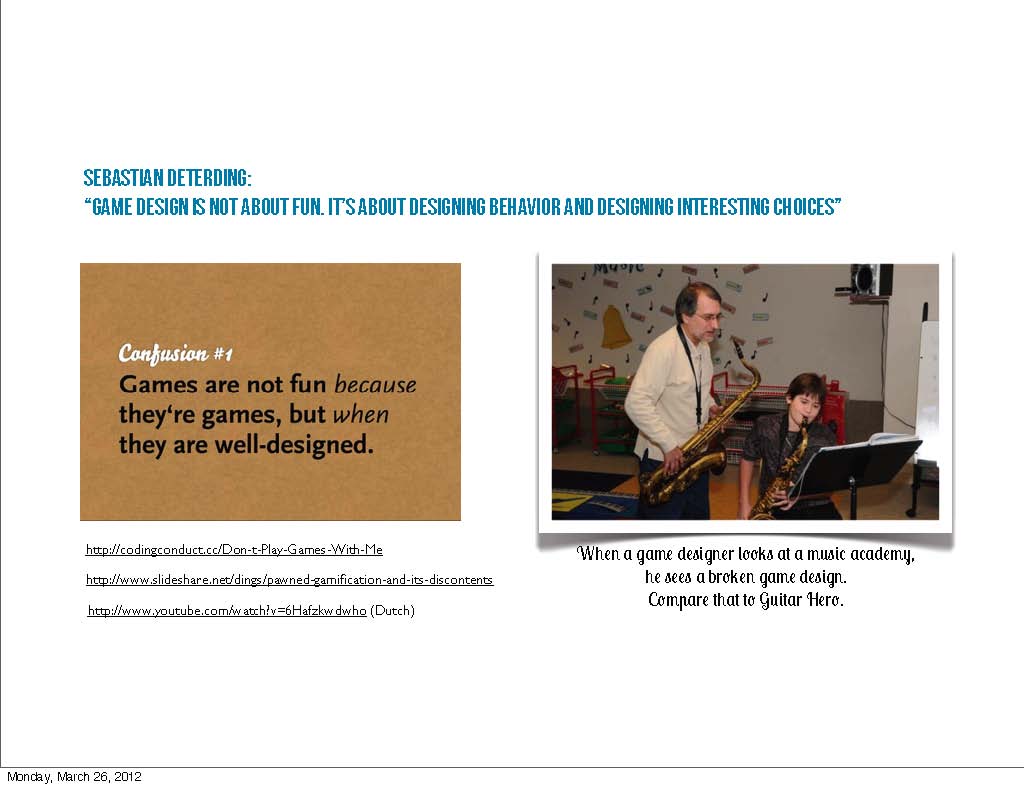 SEBASTIAN DETERDING:
“GAME DESIGN IS NOT ABOUT FUN. IT’S ABOUT DESIGNING BEHAVIOR AND DESIGNING INTERESTING CHOICES”
Confusion #1
Games are not fun because
they‘re games, but when
they are well-designed.
Music
http://codingconduct.cc/Don-t-Play-Games-With-Me
http://www.slideshare.net/dings/pawned-gamification-and-its-discontents
http://www.youtube.com/watch?v=6Hafzkwdwho (Dutch)
When a game designer looks at a music academy,
he sees a broken game design.
Compare that to Guitar Hero.
Monday, March 26, 2012